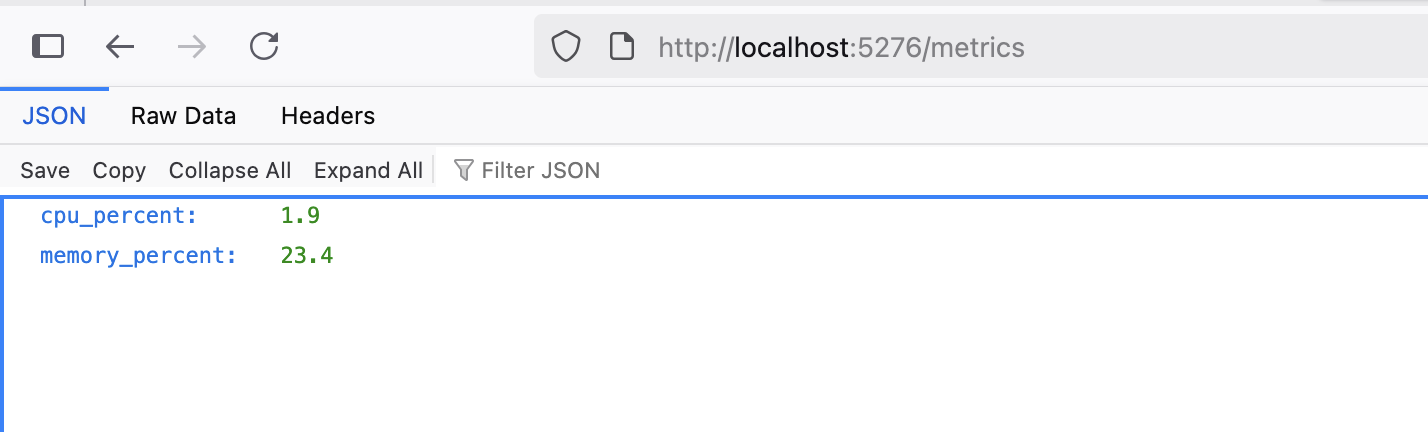 http://localhost:5276/metrics
JSON Raw Data Headers
Save Copy Collapse All Expand All Filter JSON
cpu_percent: 1.9
memory_percent: 23.4